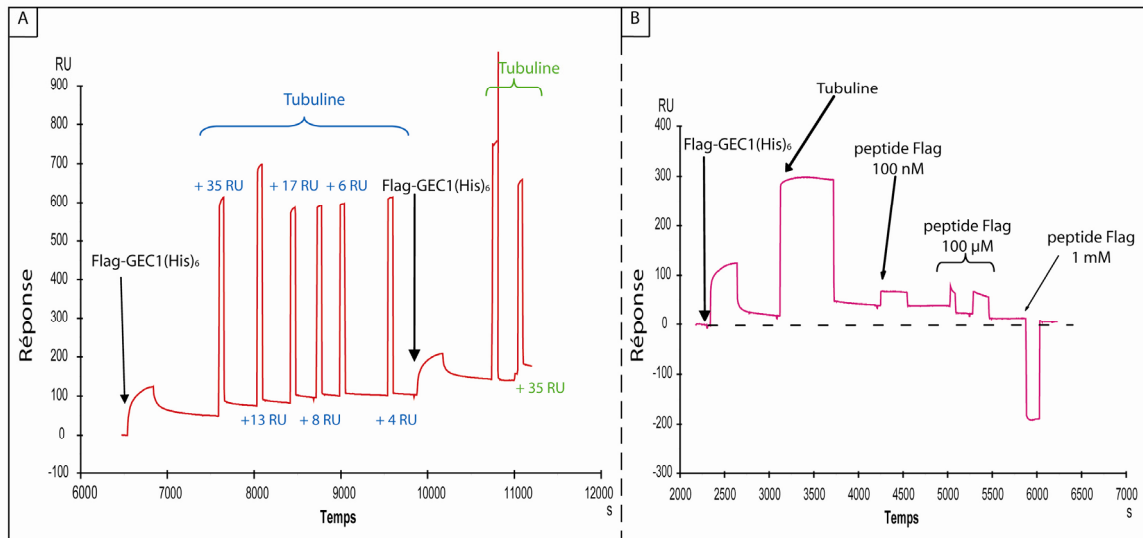 A
RU
900
800
700
600
500
400
300
200
100
0
-100
Réponse
6000 7000 8000 9000 10000 11000 12000
s
Temps
Tubuline
Tubuline
+ 35 RU
+ 17 RU
+ 6 RU
Flag-GEC1(His)₆
Flag-GEC1(His)₆
+13 RU
+ 8 RU
+ 4 RU
+ 35 RU
B
RU
400
300
200
100
0
-100
-200
-300
Réponse
2000 2500 3000 3500 4000 4500 5000 5500 6000 6500 7000
s
Temps
Tubuline
Flag-GEC1(His)₆
peptide Flag
100 nM
peptide Flag
100 µM
peptide Flag
1 mM